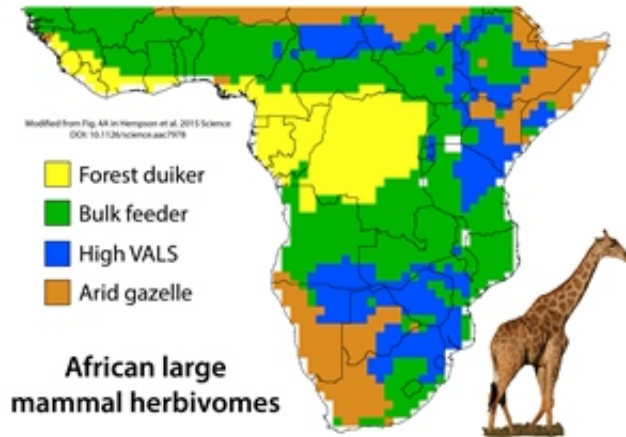 Modified from Fig. 4A in Hempson et al. 2015 Science
DOI: 10.1126/science.aac7978
Forest duiker
Bulk feeder
High VALS
Arid gazelle
African large
mammal herbivomes